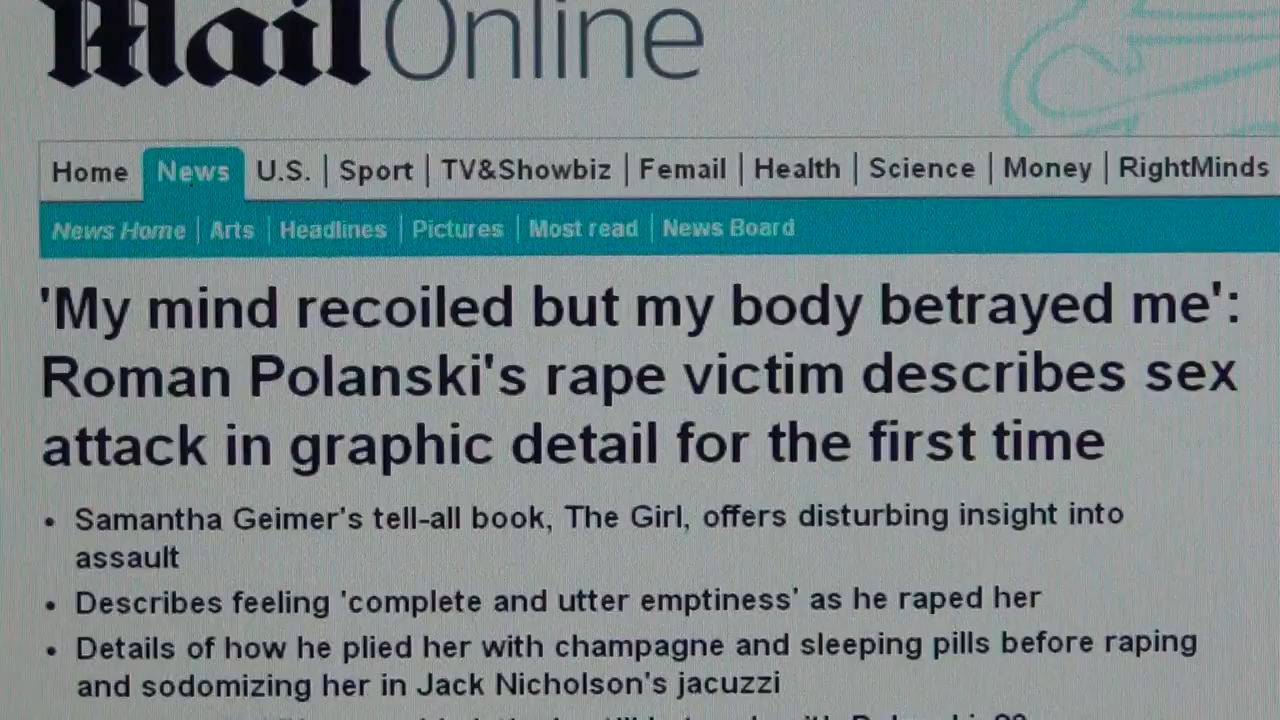 Mail Online
Home News U.S. Sport TV&Showbiz Femail Health Science Money RightMinds
News Home Arts Headlines Pictures Most read News Board
'My mind recoiled but my body betrayed me':
Roman Polanski's rape victim describes sex
attack in graphic detail for the first time
• Samantha Geimer's tell-all book, The Girl, offers disturbing insight into
assault
• Describes feeling 'complete and utter emptiness' as he raped her
• Details of how he plied her with champagne and sleeping pills before raping
and sodomizing her in Jack Nicholson's jacuzzi